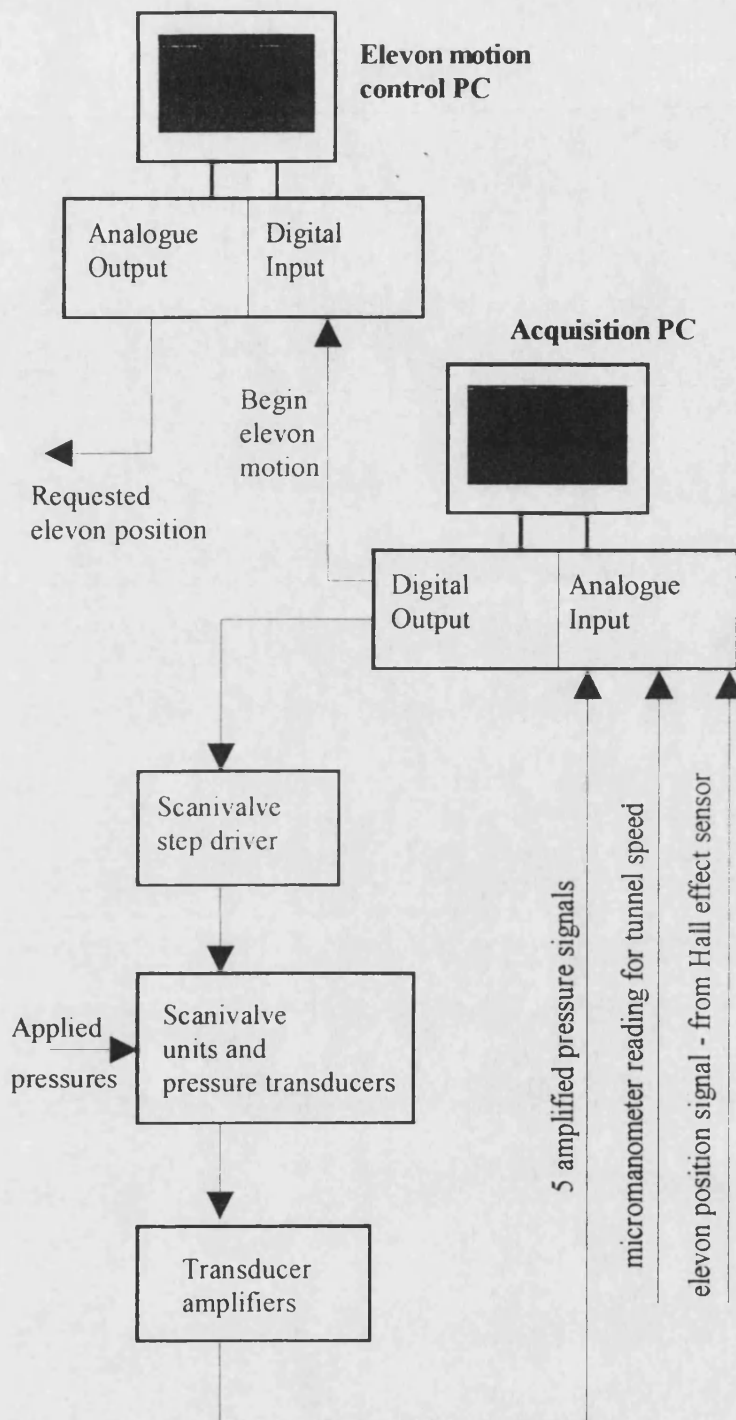 Elevon motion
control PC
Analogue
Output
Digital
Input
Acquisition PC
Begin
elevon
motion
Requested
elevon position
Digital
Output
Analogue
Input
Scanivalve
step driver
Applied
pressures
Scanivalve
units and
pressure transducers
Transducer
amplifiers
5 amplified pressure signals
micromanometer reading for tunnel speed
elevon position signal - from Hall effect sensor